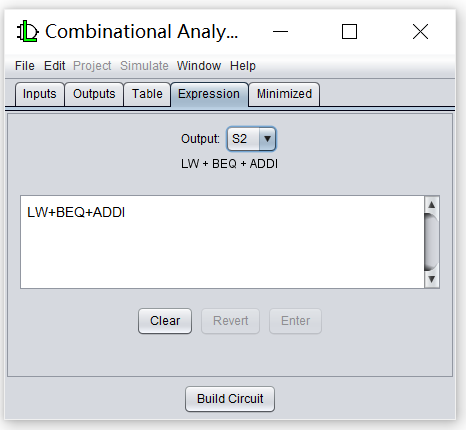 Combinational Analy...
File Edit Project Simulate Window Help
Inputs Outputs Table Expression Minimized
Output: S2
LW + BEQ + ADDI
LW+BEQ+ADDI
Clear Revert Enter
Build Circuit